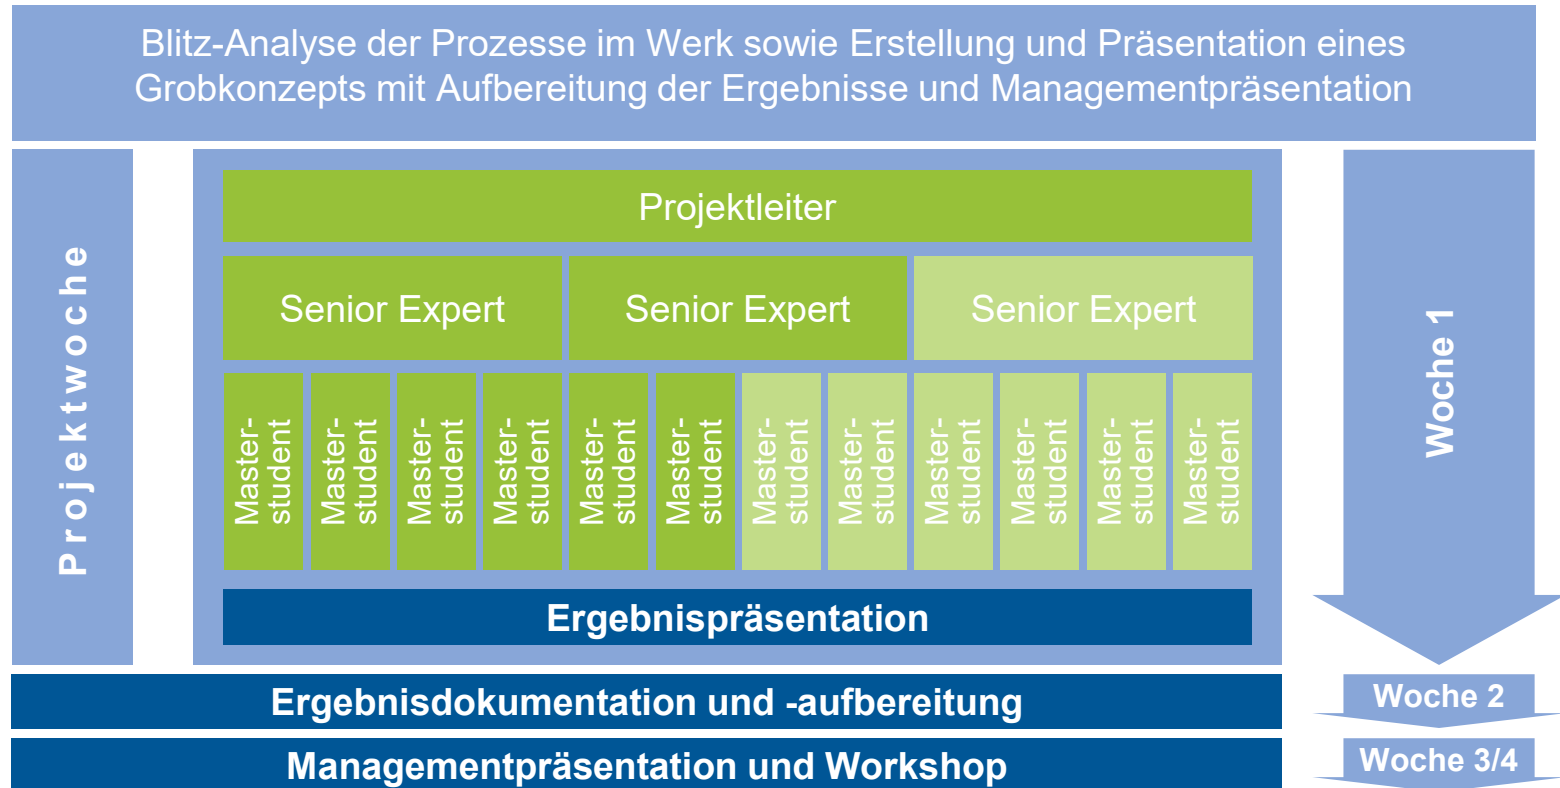 Blitz-Analyse der Prozesse im Werk sowie Erstellung und Präsentation eines
Grobkonzepts mit Aufbereitung der Ergebnisse und Managementpräsentation
Projektwoche
Projektleiter
Senior Expert
Senior Expert
Senior Expert
Master-
student
Master-
student
Master-
student
Master-
student
Master-
student
Master-
student
Master-
student
Master-
student
Master-
student
Master-
student
Master-
student
Master-
student
Ergebnispräsentation
Woche 1
Ergebnisdokumentation und -aufbereitung
Woche 2
Managementpräsentation und Workshop
Woche 3/4